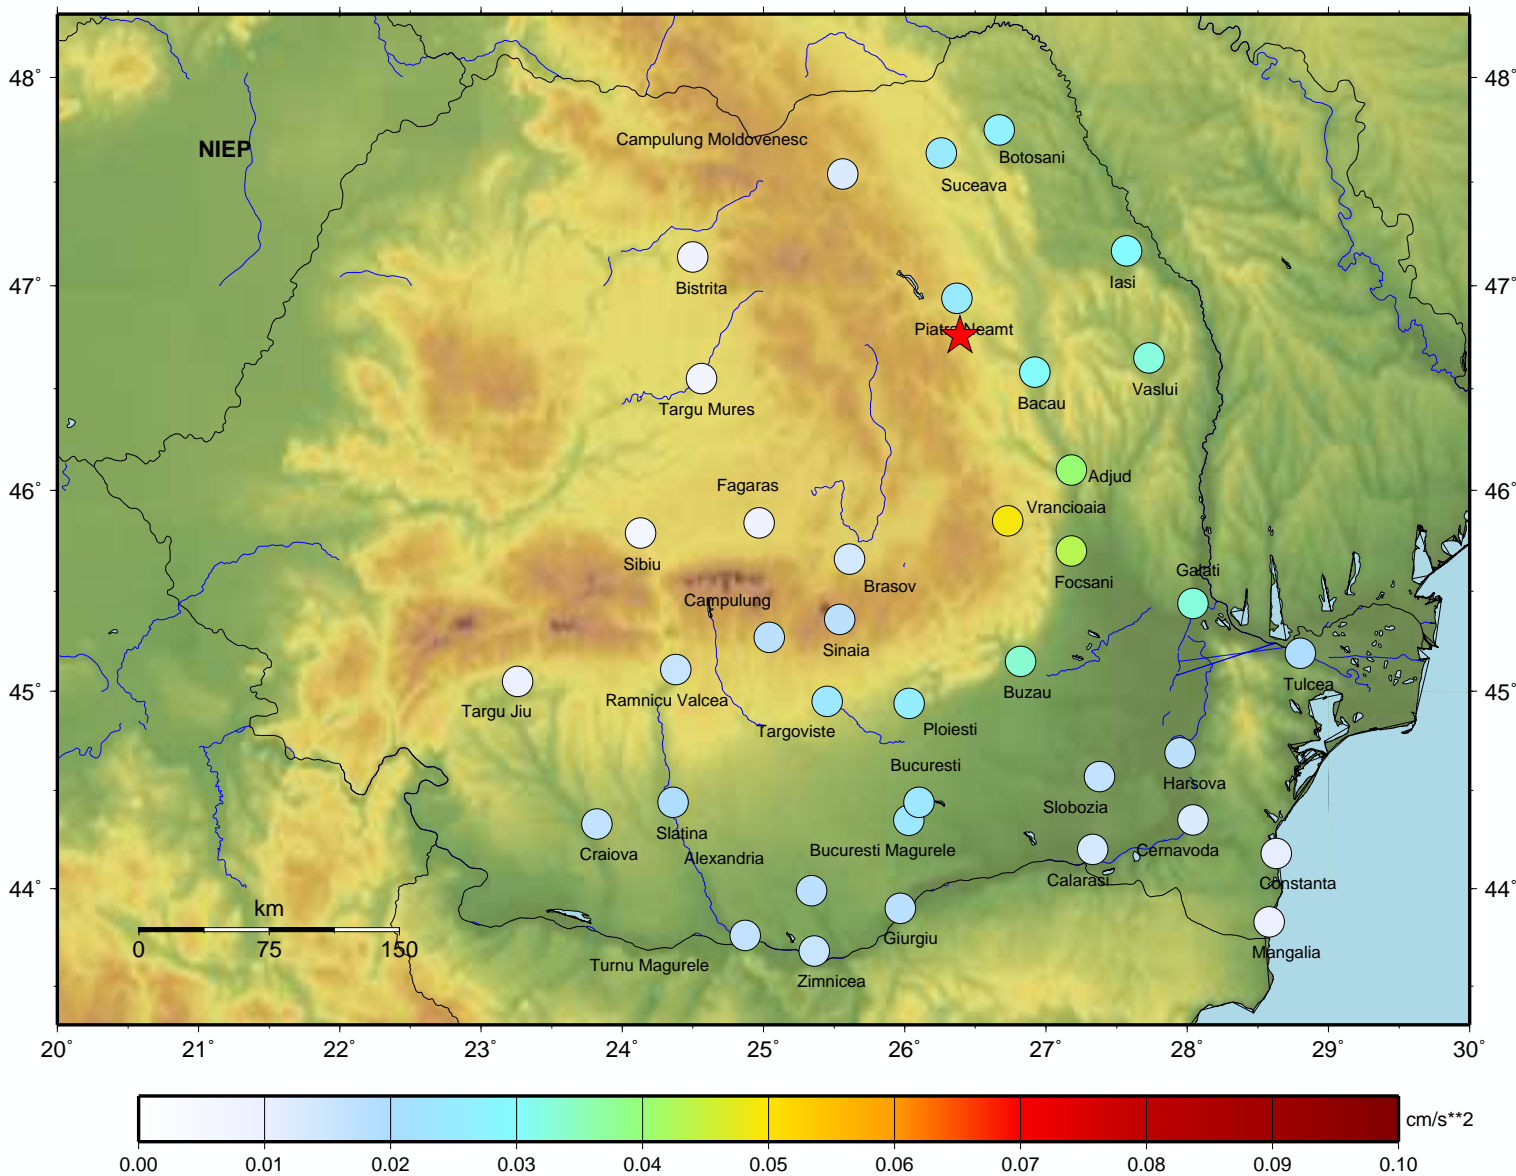 48°
48°
NIEP
Campulung Moldovenesc
Botosani
Suceava
47°
47°
Iasi
Bistrita
Piatra Neamt
Vaslui
Bacau
Targu Mures
Adjud
46°
46°
Fagaras
Vrancioaia
Sibiu
Galati
Focsani
Brasov
Campulung
Sinaia
45°
45°
Tulcea
Buzau
Ramnicu Valcea
Targu Jiu
Targoviste
Ploiesti
Bucuresti
Harsova
Slobozia
Slatina
Craiova
Alexandria
Bucuresti Magurele
Cernavoda
Calarasi
Constanta
44°
44°
km
0 75 150
Giurgiu
Mangalia
Turnu Magurele
Zimnicea
20° 21° 22° 23° 24° 25° 26° 27° 28° 29° 30°
cm/s**2
0.00 0.01 0.02 0.03 0.04 0.05 0.06 0.07 0.08 0.09 0.10